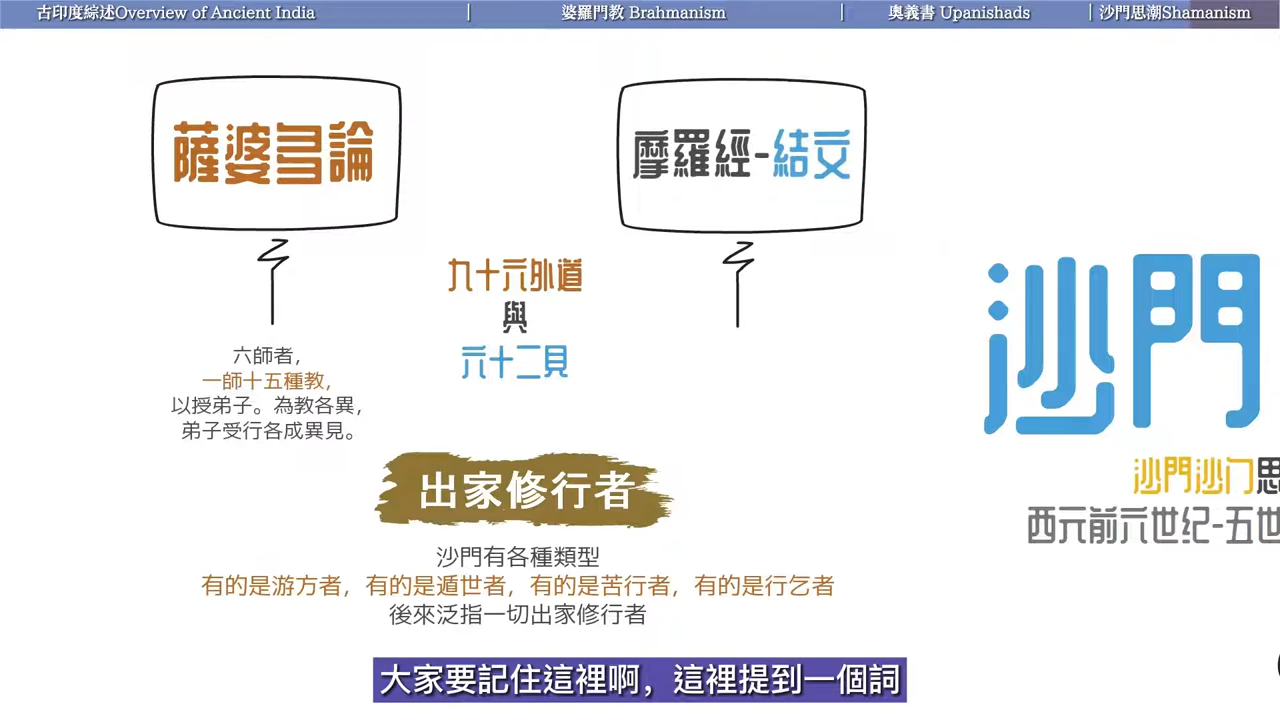 古印度綜述Overview of Ancient India | 婆羅門教 Brahmanism | 奧義書 Upanishads | 沙門思潮Shamanism
薩婆多論
摩羅經-結文
九十六外道
與
六十二見
六師者，
一師十五種教，
以授弟子。為教各異，
弟子受行各成異見。
沙門
沙門沙门思
西元前六世纪-五世
出家修行者
沙門有各種類型
有的是游方者，有的是遁世者，有的是苦行者，有的是行乞者
後來泛指一切出家修行者
大家要記住這裡啊，這裡提到一個詞